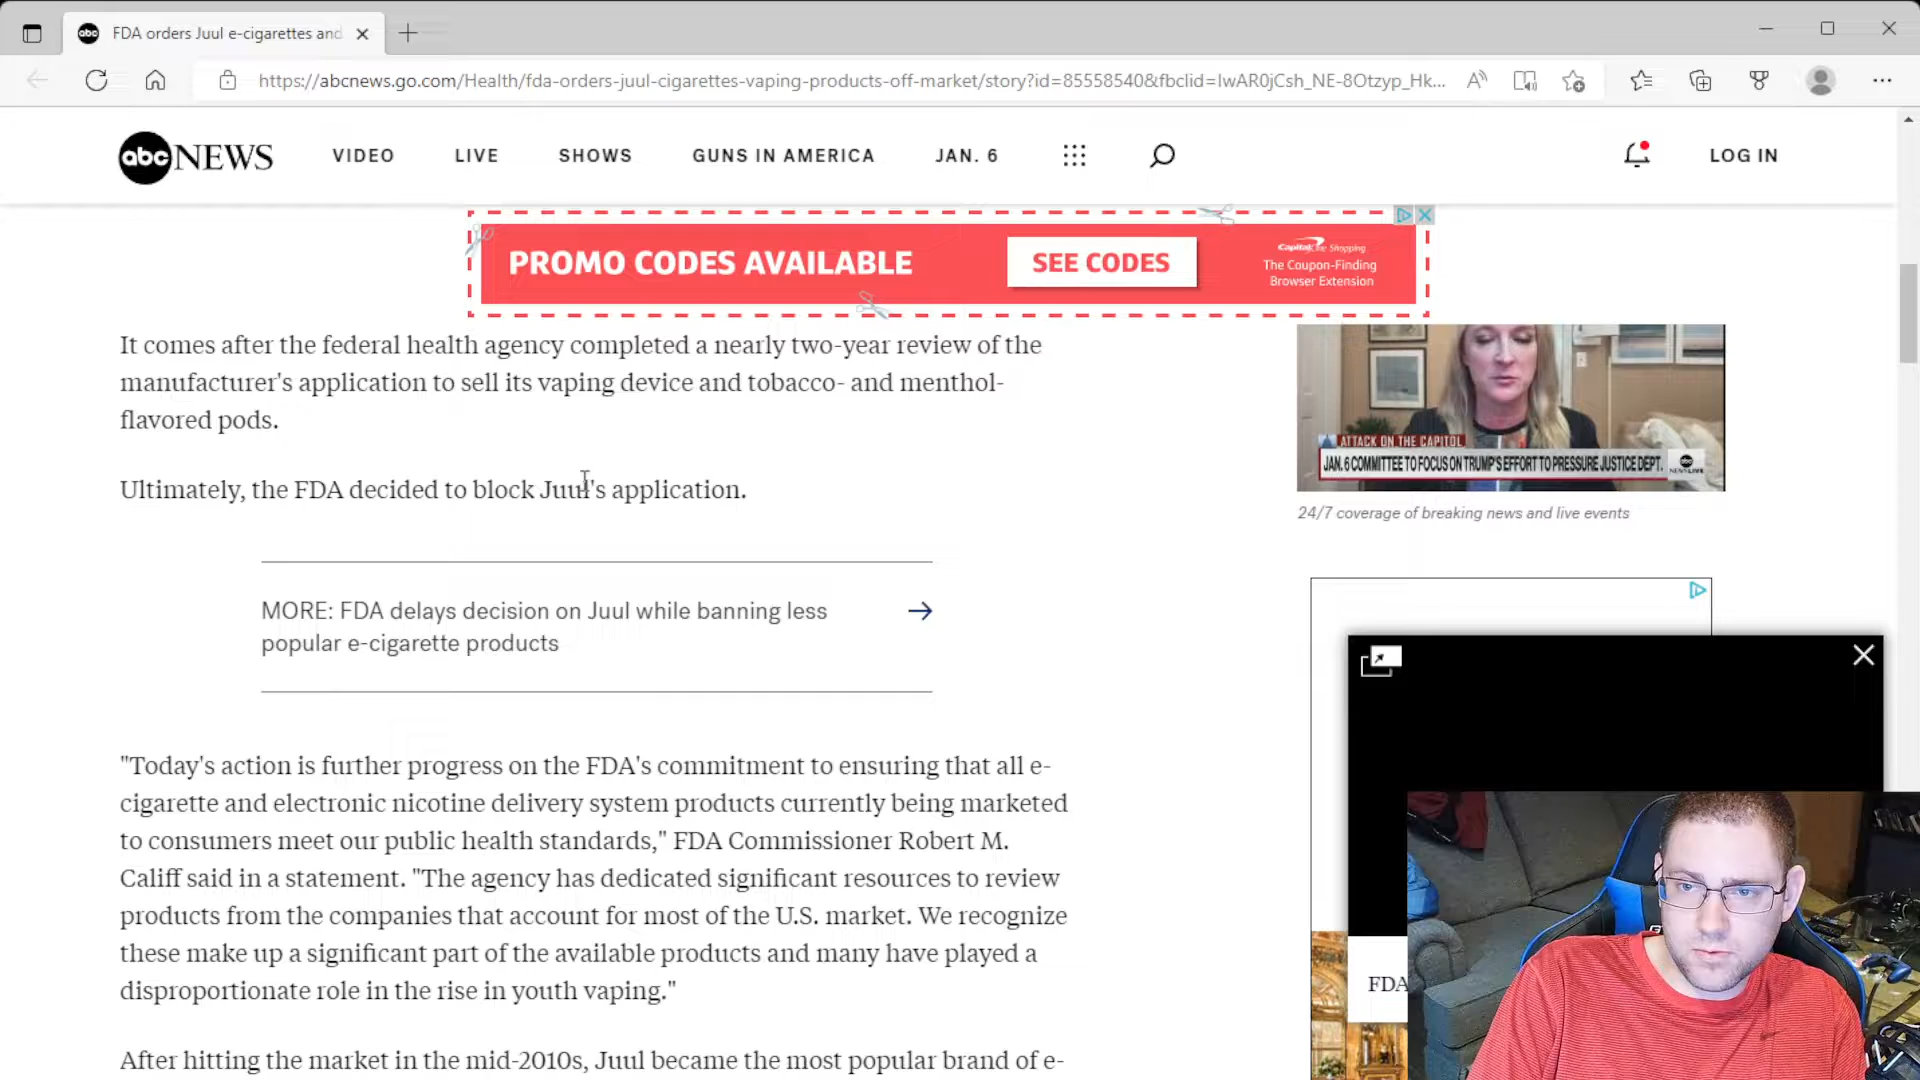 FDA orders Juul e-cigarettes and
https://abcnews.go.com/Health/fda-orders-juul-cigarettes-vaping-products-off-market/story?id=85558540&fbclid=IwAR0jCsh_NE-8Otzyp_Hk...
abc NEWS VIDEO LIVE SHOWS GUNS IN AMERICA JAN. 6 LOG IN
PROMO CODES AVAILABLE
SEE CODES
Capital One Shopping
The Coupon-Finding
Browser Extension
It comes after the federal health agency completed a nearly two-year review of the
manufacturer's application to sell its vaping device and tobacco- and menthol-
flavored pods.
Ultimately, the FDA decided to block Juul's application.
MORE: FDA delays decision on Juul while banning less
popular e-cigarette products
"Today's action is further progress on the FDA's commitment to ensuring that all e-
cigarette and electronic nicotine delivery system products currently being marketed
to consumers meet our public health standards," FDA Commissioner Robert M.
Califf said in a statement. "The agency has dedicated significant resources to review
products from the companies that account for most of the U.S. market. We recognize
these make up a significant part of the available products and many have played a
disproportionate role in the rise in youth vaping."
After hitting the market in the mid-2010s, Juul became the most popular brand of e-
ATTACK ON THE CAPITOL
JAN. 6 COMMITTEE TO FOCUS ON TRUMP'S EFFORT TO PRESSURE JUSTICE DEPT.
abc NEWS LIVE
24/7 coverage of breaking news and live events
FDA